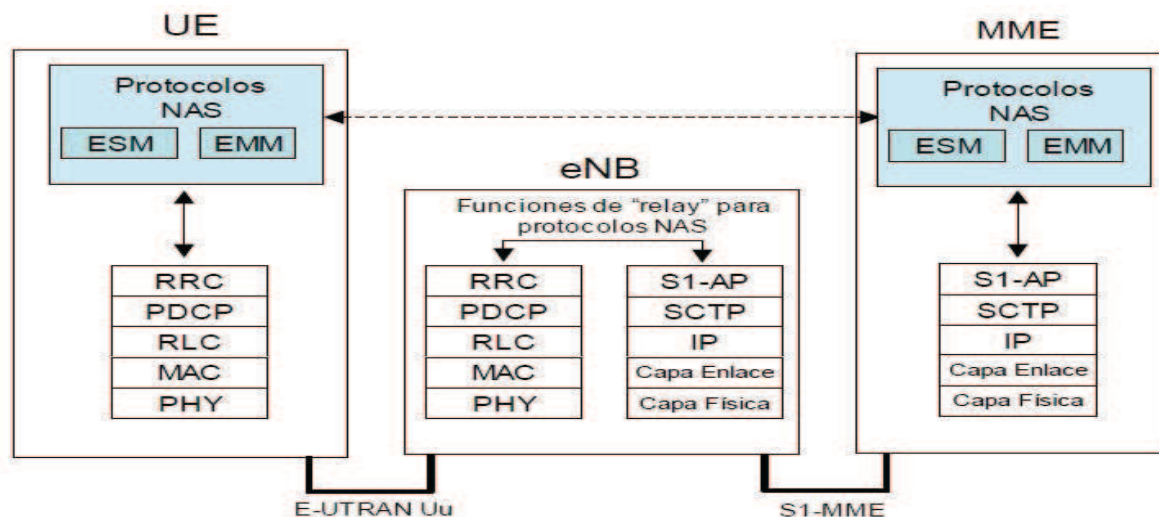 UE
Protocolos
NAS
ESM EMM
RRC
PDCP
RLC
MAC
PHY
eNB
Funciones de “relay” para
protocolos NAS
RRC
PDCP
RLC
MAC
PHY
S1-AP
SCTP
IP
Capa Enlace
Capa Física
MME
Protocolos
NAS
ESM EMM
S1-AP
SCTP
IP
Capa Enlace
Capa Física
E-UTRAN Uu
S1-MME